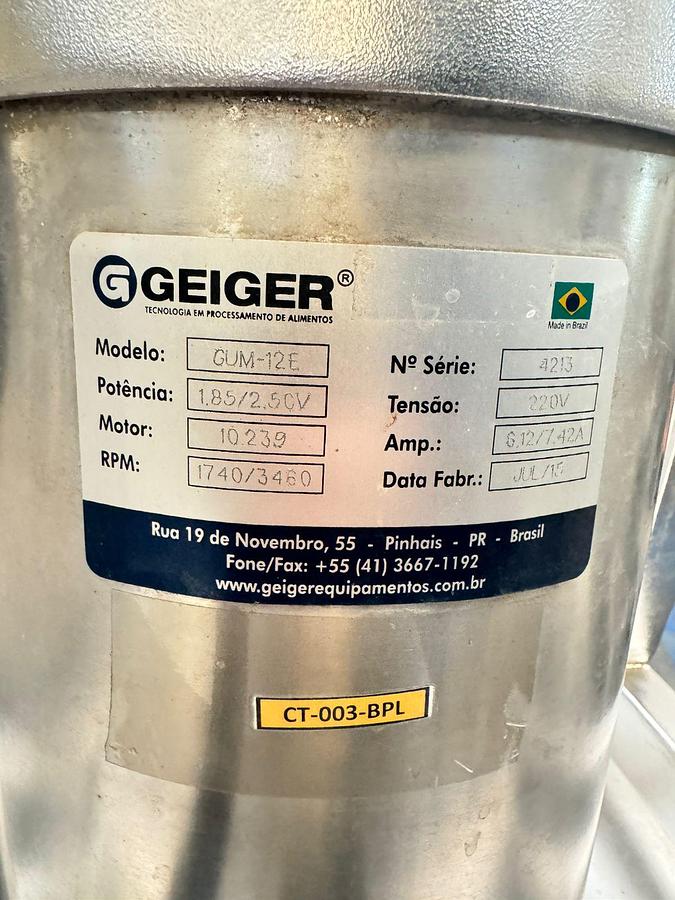 GEIGER®
TECNOLOGIA EM PROCESSAMENTO DE ALIMENTOS
Made in Brazil
Modelo: GUM-12E
Potência: 1.85/2.50CV
Motor: 10.239
RPM: 1740/3460
Nº Série: 4213
Tensão: 220V
Amp.: 6.12/7.42A
Data Fabr.: JUL/15
Rua 19 de Novembro, 55 - Pinhais - PR - Brasil
Fone/Fax: +55 (41) 3667-1192
www.geigerequipamentos.com.br
CT-003-BPL